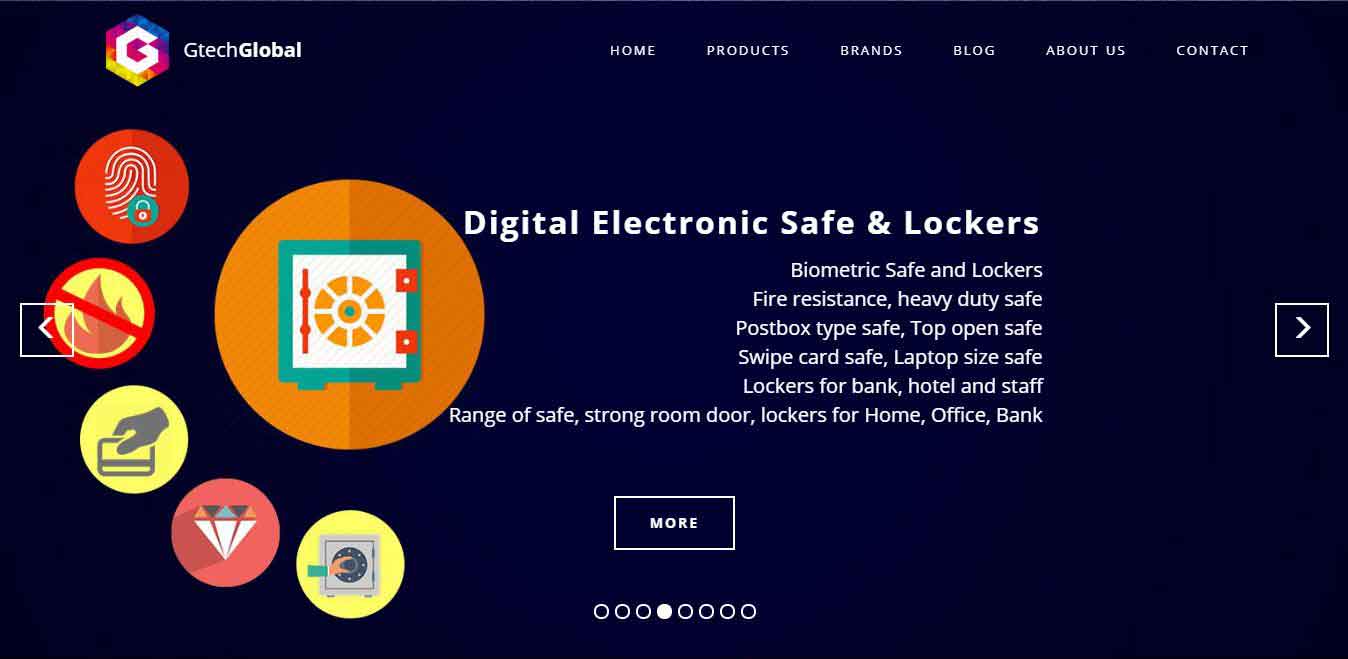 GtechGlobal
HOME PRODUCTS BRANDS BLOG ABOUT US CONTACT
Digital Electronic Safe & Lockers
Biometric Safe and Lockers
Fire resistance, heavy duty safe
Postbox type safe, Top open safe
Swipe card safe, Laptop size safe
Lockers for bank, hotel and staff
Range of safe, strong room door, lockers for Home, Office, Bank
MORE